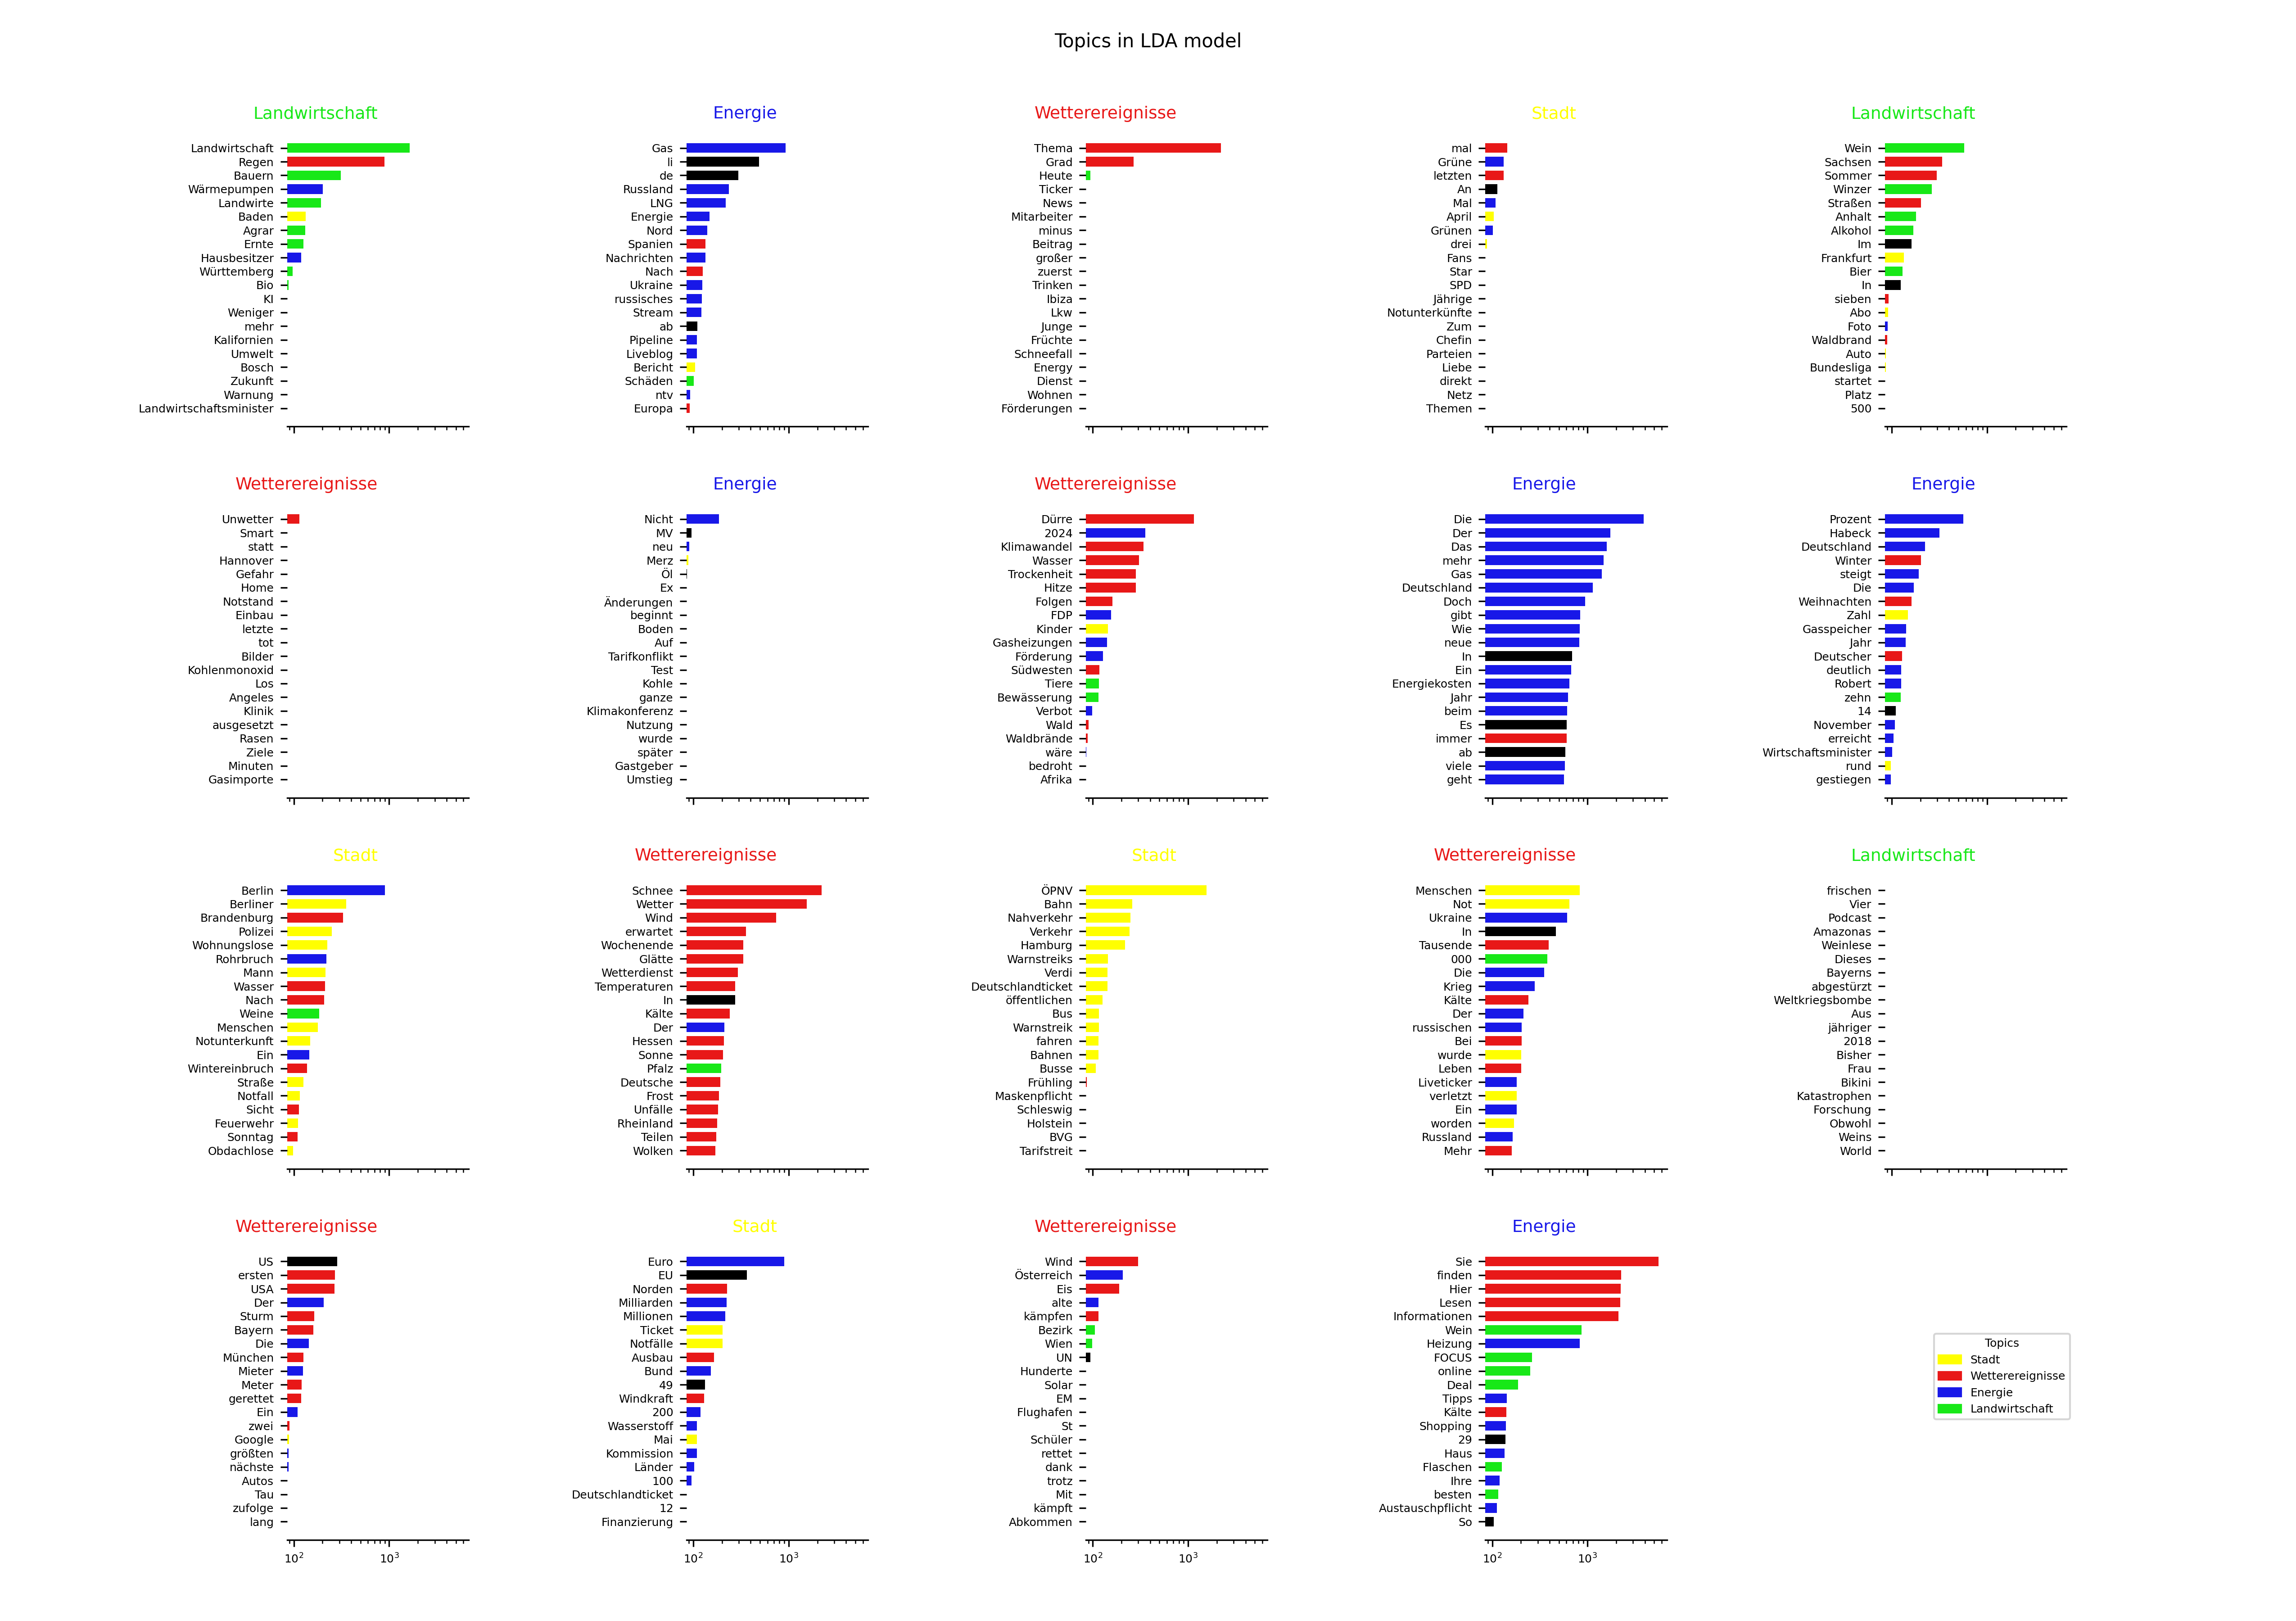 Topics in LDA model
Landwirtschaft
Landwirtschaft
Regen
Bauern
Wärmepumpen
Landwirte
Baden
Agrar
Ernte
Hausbesitzer
Württemberg
Bio
KI
Weniger
mehr
Kalifornien
Umwelt
Bosch
Zukunft
Warnung
Landwirtschaftsminister
Energie
Gas
li
de
Russland
LNG
Energie
Nord
Spanien
Nachrichten
Nach
Ukraine
russisches
Stream
ab
Pipeline
Liveblog
Bericht
Schäden
ntv
Europa
Wetterereignisse
Thema
Grad
Heute
Ticker
News
Mitarbeiter
minus
Beitrag
großer
zuerst
Trinken
Ibiza
Lkw
Junge
Früchte
Schneefall
Energy
Dienst
Wohnen
Förderungen
Stadt
mal
Grüne
letzten
An
Mal
April
Grünen
drei
Fans
Star
SPD
Jährige
Notunterkünfte
Zum
Chefin
Parteien
Liebe
direkt
Netz
Themen
Landwirtschaft
Wein
Sachsen
Sommer
Winzer
Straßen
Anhalt
Alkohol
Im
Frankfurt
Bier
In
sieben
Abo
Foto
Waldbrand
Auto
Bundesliga
startet
Platz
500
Wetterereignisse
Unwetter
Smart
statt
Hannover
Gefahr
Home
Notstand
Einbau
letzte
tot
Bilder
Kohlenmonoxid
Los
Angeles
Klinik
ausgesetzt
Rasen
Ziele
Minuten
Gasimporte
Energie
Nicht
MV
neu
Merz
Öl
Ex
Änderungen
beginnt
Boden
Auf
Tarifkonflikt
Test
Kohle
ganze
Klimakonferenz
Nutzung
wurde
später
Gastgeber
Umstieg
Wetterereignisse
Dürre
2024
Klimawandel
Wasser
Trockenheit
Hitze
Folgen
FDP
Kinder
Gasheizungen
Förderung
Südwesten
Tiere
Bewässerung
Verbot
Wald
Waldbrände
wäre
bedroht
Afrika
Energie
Die
Der
Das
mehr
Gas
Deutschland
Doch
gibt
Wie
neue
In
Ein
Energiekosten
Jahr
beim
Es
immer
ab
viele
geht
Energie
Prozent
Habeck
Deutschland
Winter
steigt
Die
Weihnachten
Zahl
Gasspeicher
Jahr
Deutscher
deutlich
Robert
zehn
14
November
erreicht
Wirtschaftsminister
rund
gestiegen
Stadt
Berlin
Berliner
Brandenburg
Polizei
Wohnungslose
Rohrbruch
Mann
Wasser
Nach
Weine
Menschen
Notunterkunft
Ein
Wintereinbruch
Straße
Notfall
Sicht
Feuerwehr
Sonntag
Obdachlose
Wetterereignisse
Schnee
Wetter
Wind
erwartet
Wochenende
Glätte
Wetterdienst
Temperaturen
In
Kälte
Der
Hessen
Sonne
Pfalz
Deutsche
Frost
Unfälle
Rheinland
Teilen
Wolken
Stadt
ÖPNV
Bahn
Nahverkehr
Verkehr
Hamburg
Warnstreiks
Verdi
Deutschlandticket
öffentlichen
Bus
Warnstreik
fahren
Bahnen
Busse
Frühling
Maskenpflicht
Schleswig
Holstein
BVG
Tarifstreit
Wetterereignisse
Menschen
Not
Ukraine
In
Tausende
000
Die
Krieg
Kälte
Der
russischen
Bei
wurde
Leben
Liveticker
verletzt
Ein
worden
Russland
Mehr
Landwirtschaft
frischen
Vier
Podcast
Amazonas
Weinlese
Dieses
Bayerns
abgestürzt
Weltkriegsbombe
Aus
jähriger
2018
Bisher
Frau
Bikini
Katastrophen
Forschung
Obwohl
Weins
World
Wetterereignisse
US
ersten
USA
Der
Sturm
Bayern
Die
München
Mieter
Meter
gerettet
Ein
zwei
Google
größten
nächste
Autos
Tau
zufolge
lang
10² 10³
Stadt
Euro
EU
Norden
Milliarden
Millionen
Ticket
Notfälle
Ausbau
Bund
49
Windkraft
200
Wasserstoff
Mai
Kommission
Länder
100
Deutschlandticket
12
Finanzierung
10² 10³
Wetterereignisse
Wind
Österreich
Eis
alte
kämpfen
Bezirk
Wien
UN
Hunderte
Solar
EM
Flughafen
St
Schüler
rettet
dank
trotz
Mit
kämpft
Abkommen
10² 10³
Energie
Sie
finden
Hier
Lesen
Informationen
Wein
Heizung
FOCUS
online
Deal
Tipps
Kälte
Shopping
29
Haus
Flaschen
Ihre
besten
Austauschpflicht
So
10² 10³
Topics
Stadt
Wetterereignisse
Energie
Landwirtschaft